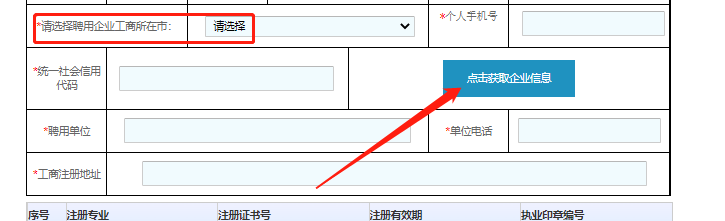 *请选择聘用企业工商所在市： 请选择 *个人手机号
*统一社会信用
代码 点击获取企业信息
*聘用单位 *单位电话
*工商注册地址
序号 注册专业 注册证书号 注册有效期 执业印章编号